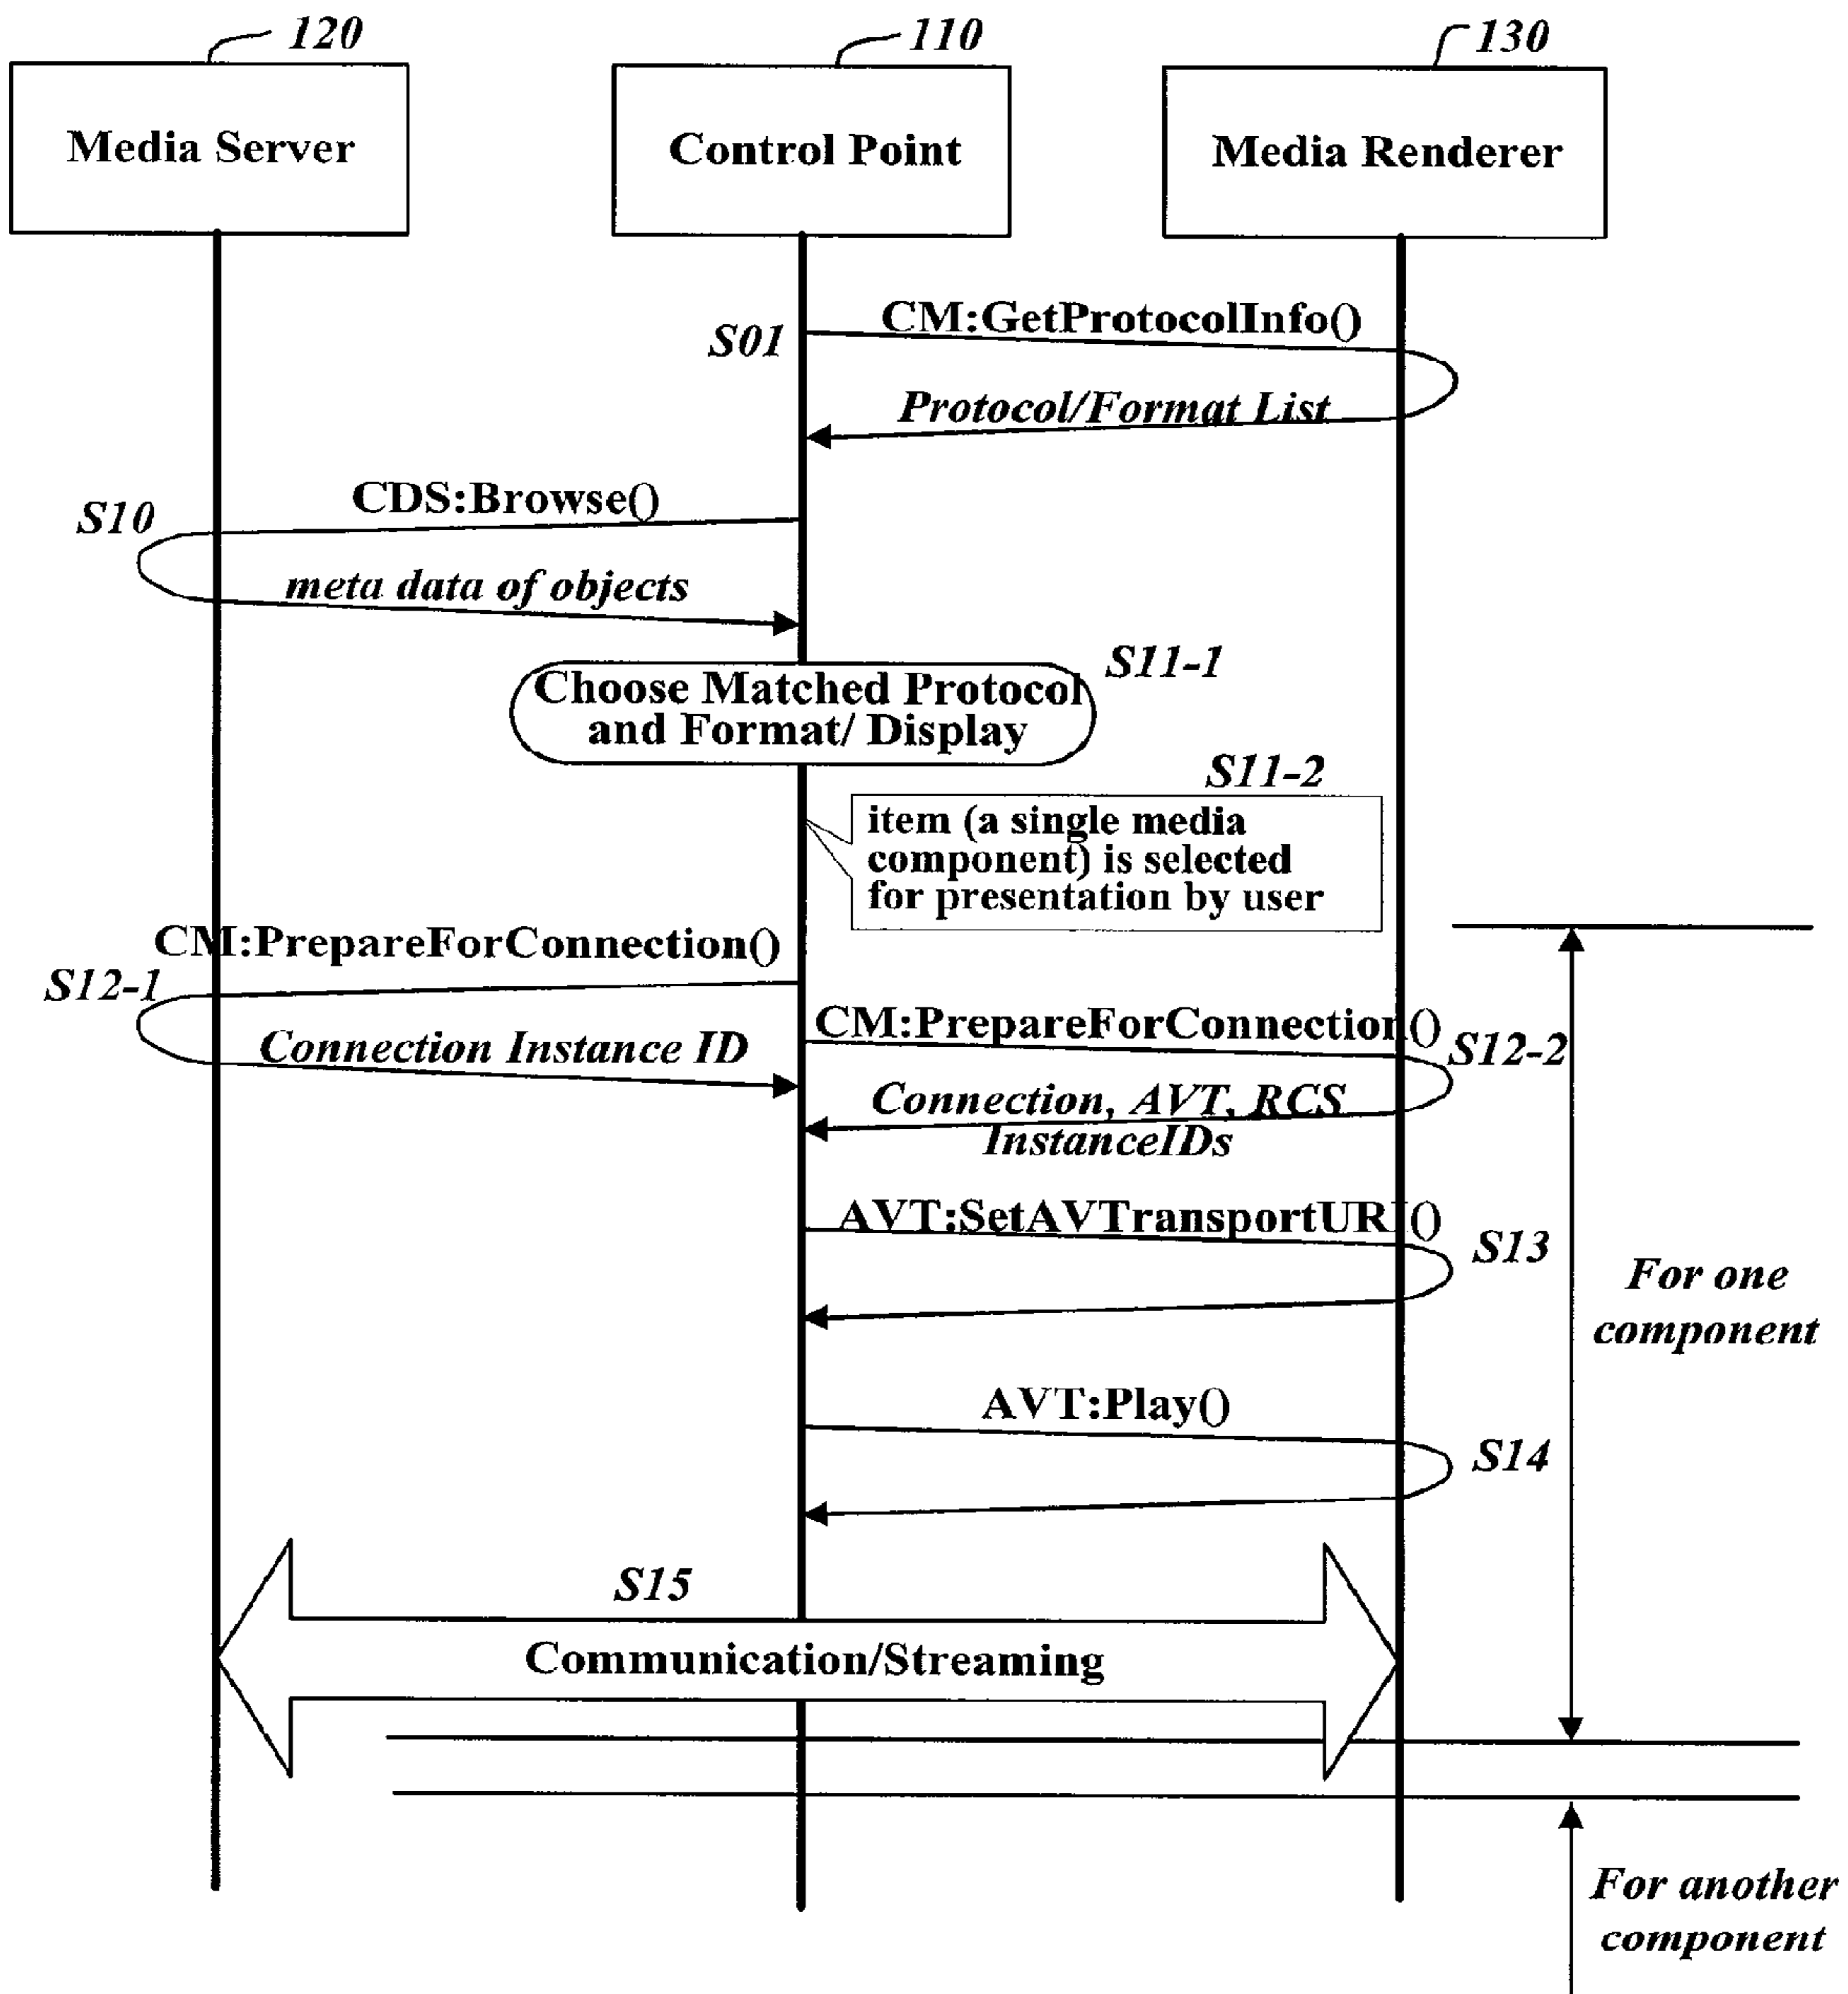 120
110
130
Media Server
Control Point
Media Renderer
CM:GetProtocolInfo()
S01
Protocol/Format List
CDS:Browse()
S10
meta data of objects
S11-1
Choose Matched Protocol
and Format/ Display
S11-2
item (a single media
component) is selected
for presentation by user
CM:PrepareForConnection()
S12-1
CM:PrepareForConnection()
S12-2
Connection Instance ID
Connection, AVT, RCS
InstanceIDs
AVT:SetAVTransportURI()
S13
For one
component
AVT:Play()
S14
S15
Communication/Streaming
For another
component